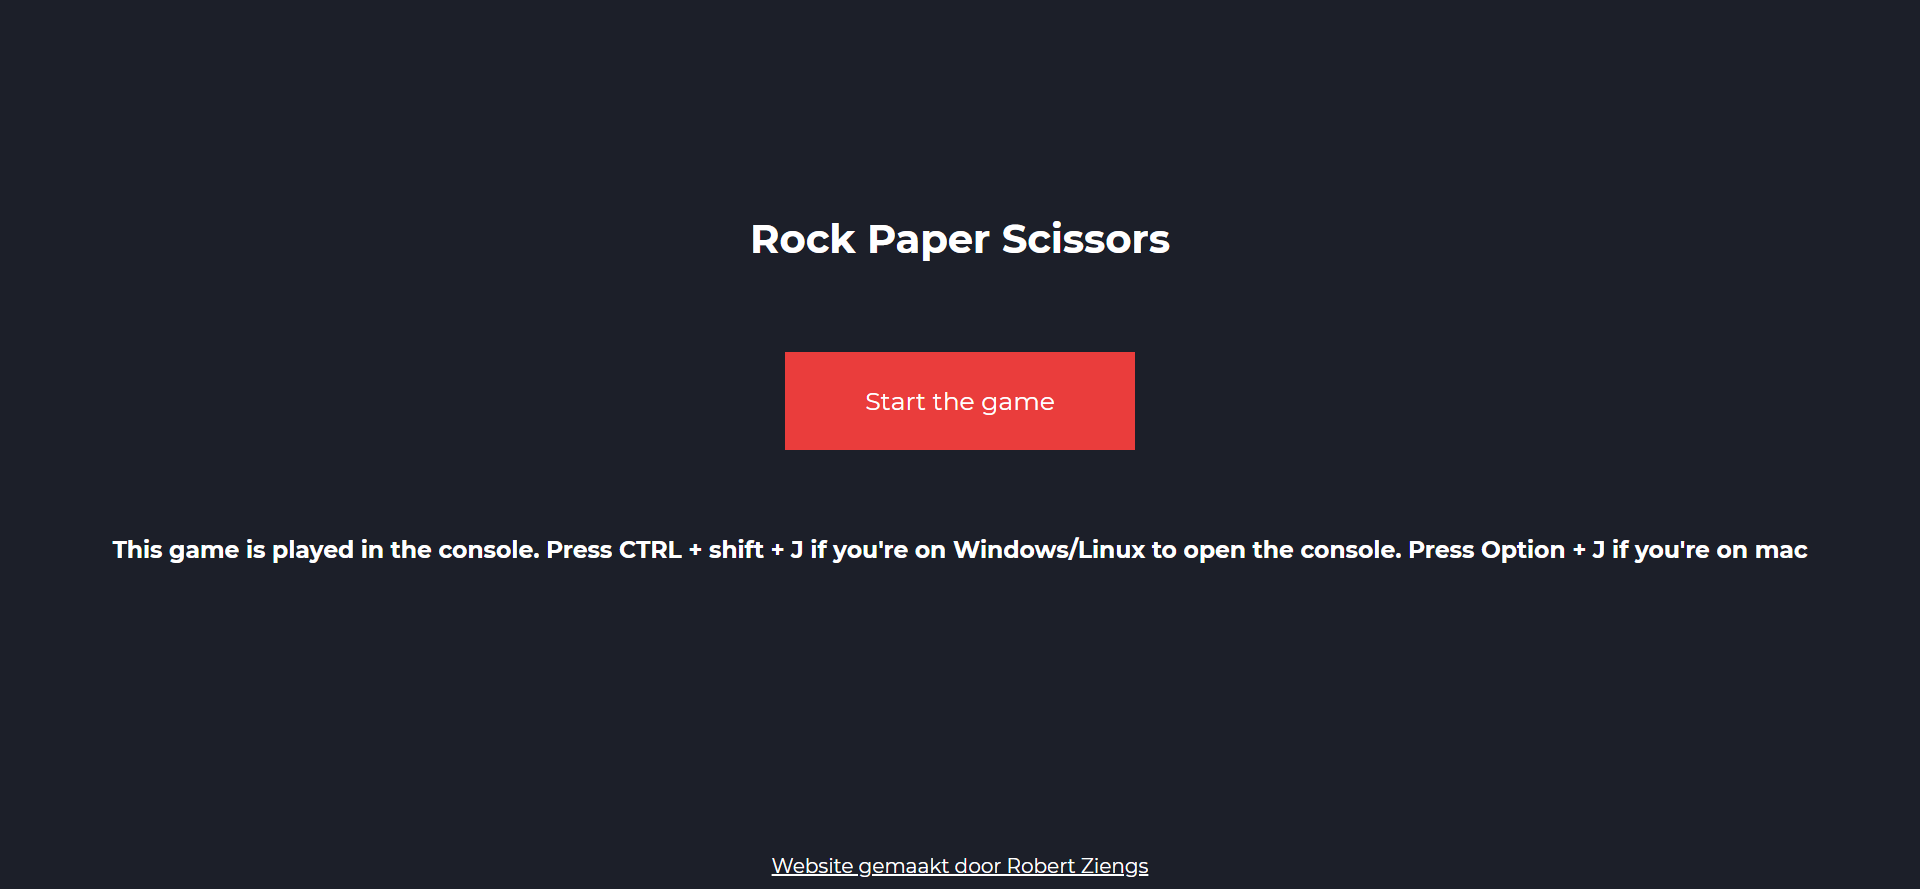 Rock Paper Scissors
Start the game
This game is played in the console. Press CTRL + shift + J if you're on Windows/Linux to open the console. Press Option + J if you're on mac
Website gemaakt door Robert Ziengs